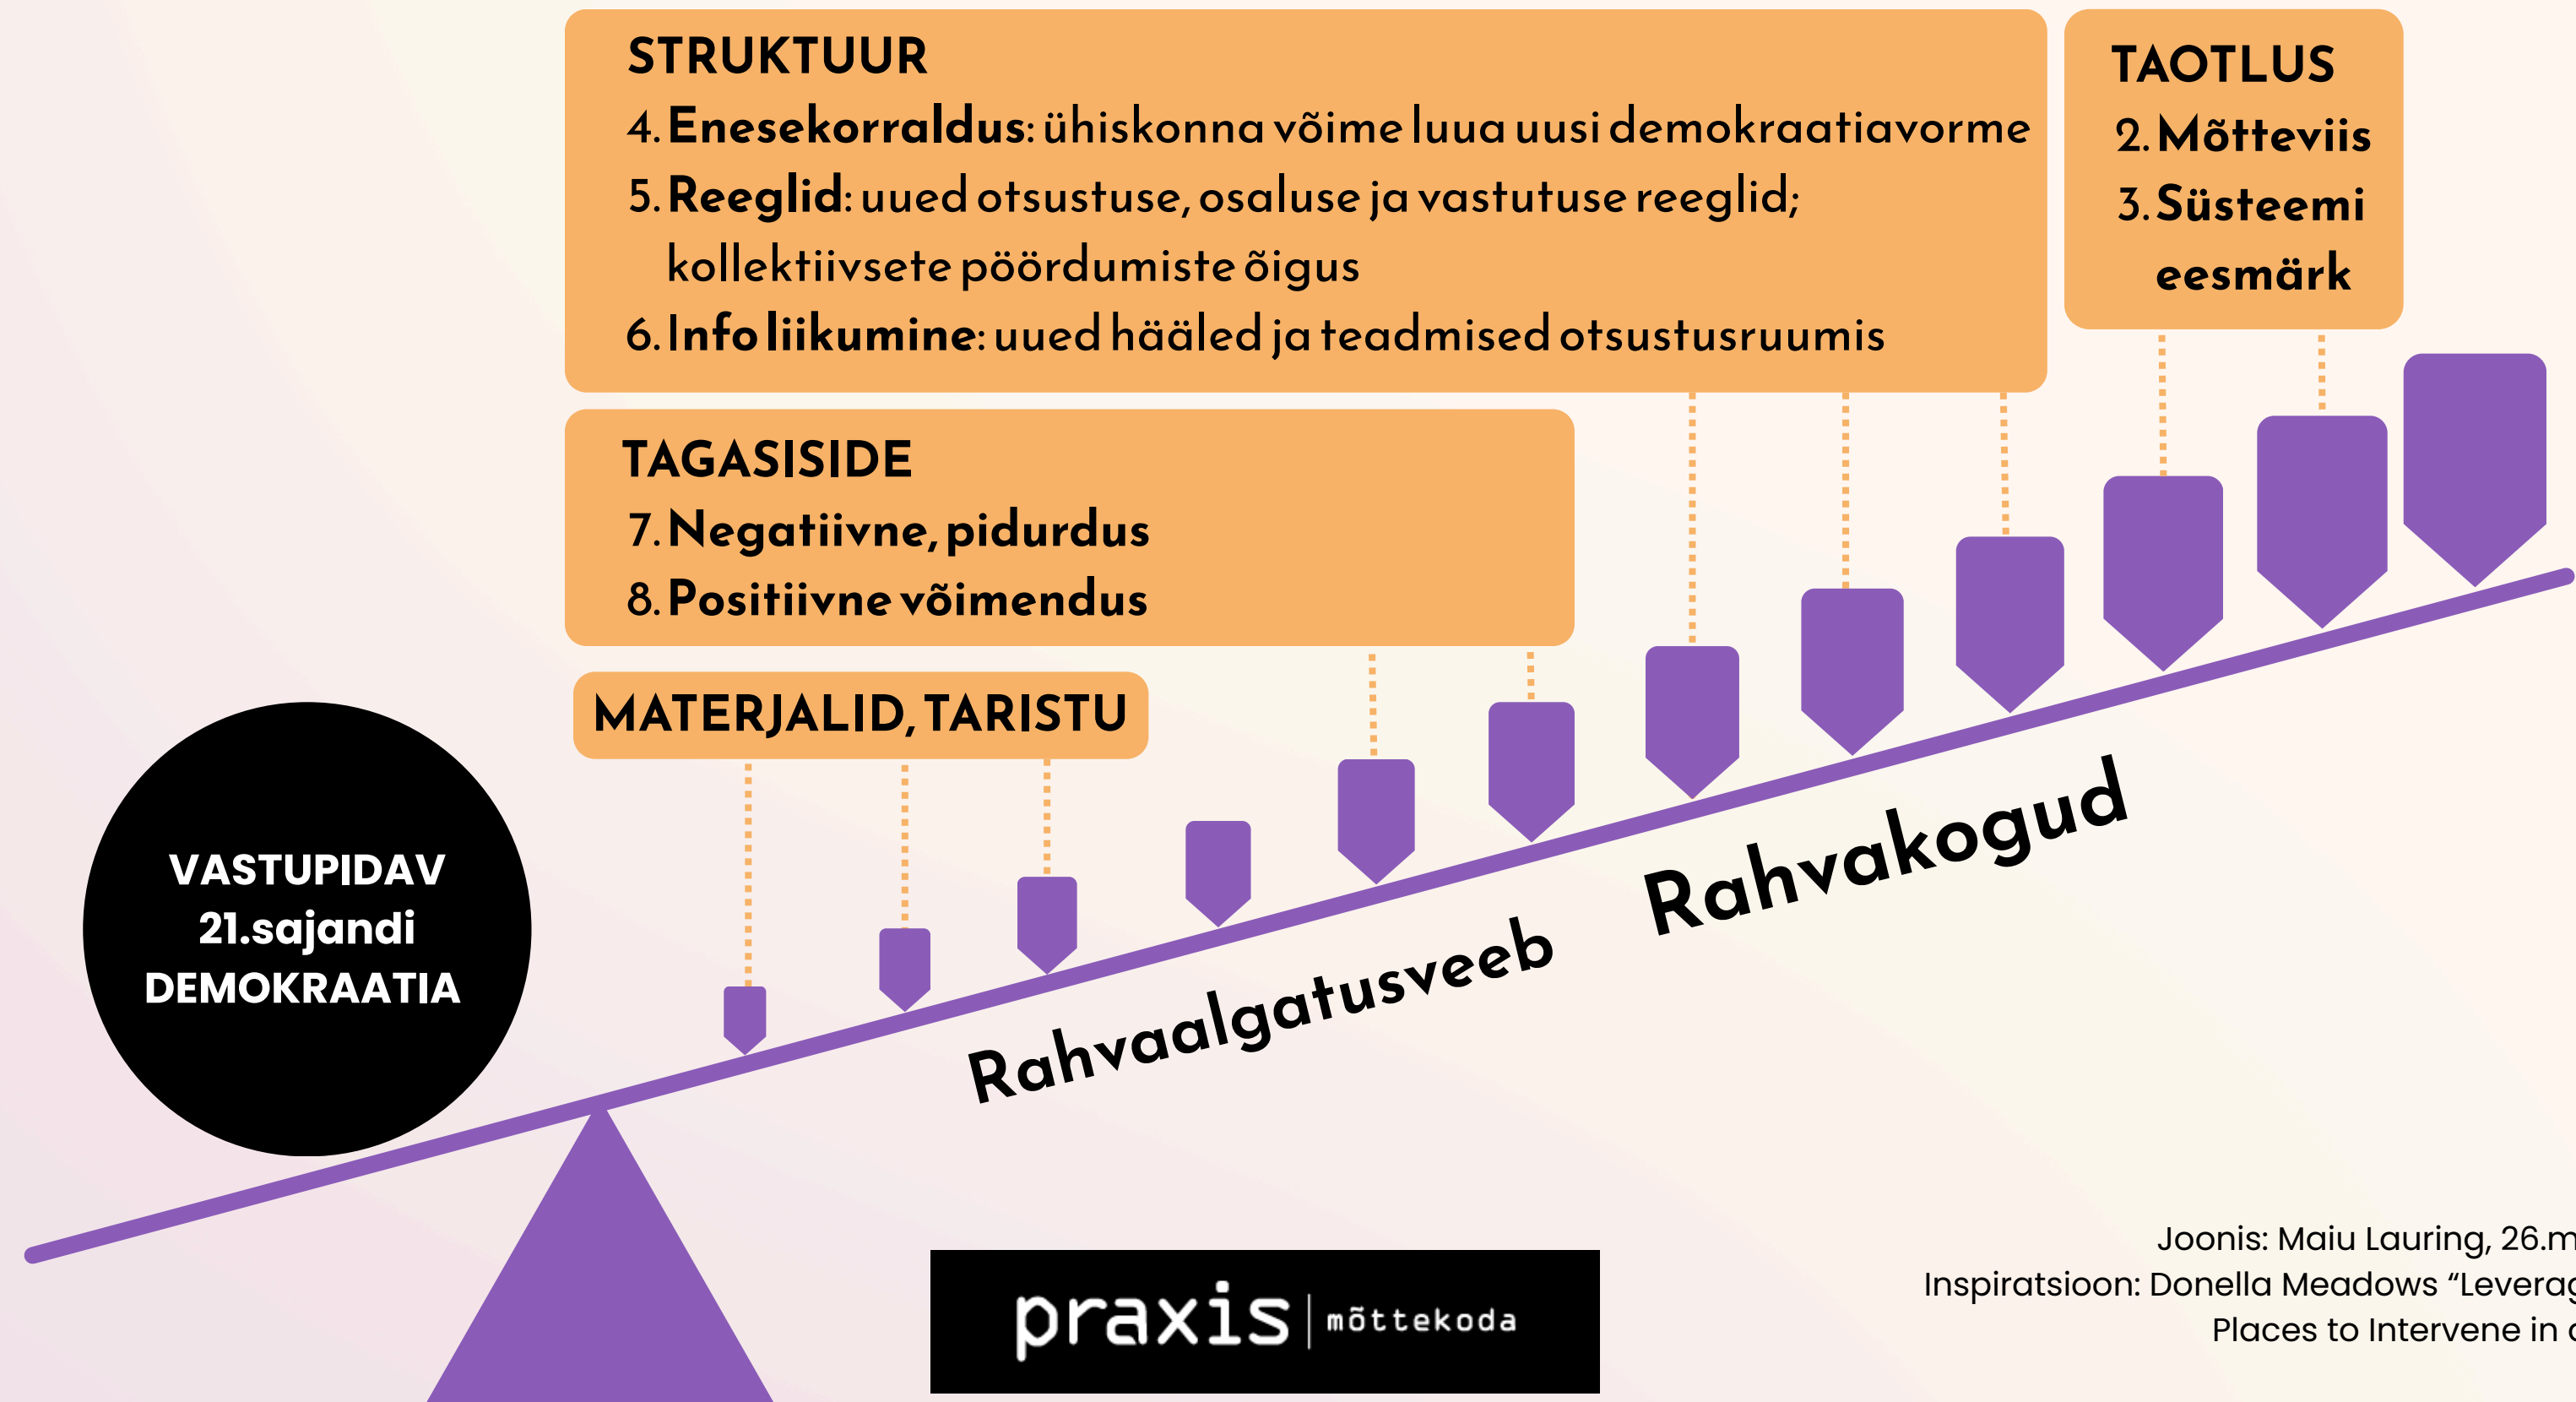 STRUKTUUR
4. Enesekorraldus: ühiskonna võime luua uusi demokraatiavorme
5. Reeglid: uued otsustuse, osaluse ja vastutuse reeglid;
kollektiivsete pöördumiste õigus
6. Info liikumine: uued hääled ja teadmised otsustusruumis
TAOTLUS
2. Mõtteviis
3. Süsteemi
eesmärk
TAGASISIDE
7. Negatiivne, pidurdus
8. Positiivne võimendus
MATERJALID, TARISTU
VASTUPIDAV
21.sajandi
DEMOKRAATIA
Rahvaalgatusveeb
Rahvakogud
praxis
mõttekoda
Joonis: Maiu Lauring, 26.m
Inspiratsioon: Donella Meadows “Leverag
Places to Intervene in